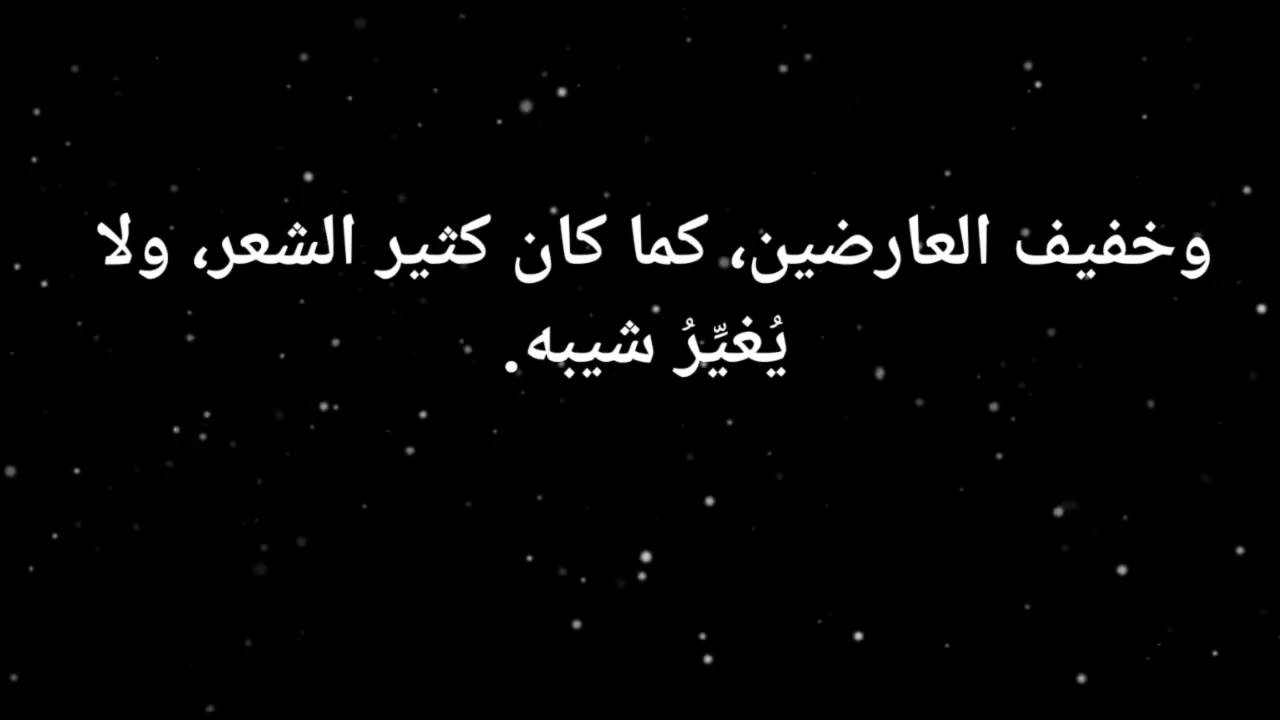 وخفيف العارضين، كما كان كثير الشعر، ولا
يُغيِّرُ شيبه.